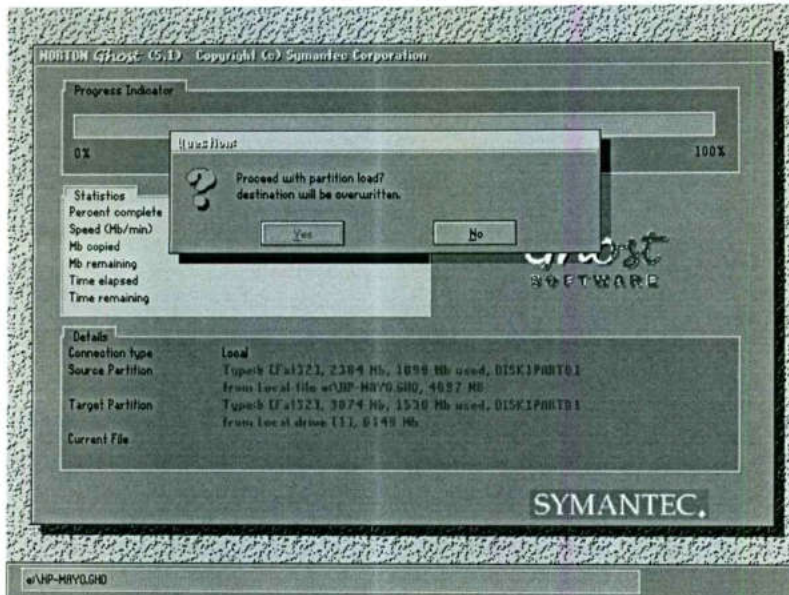 NORTON Ghost (5.1) Copyright (c) Symantec Corporation
Progress Indicator
0%
100%
Question:
Proceed with partition load?
destination will be overwritten.
Yes
No
Statistics
Percent complete
Speed (Mb/min)
Mb copied
Mb remaining
Time elapsed
Time remaining
Ghost
SOFTWARE
Details
Connection type Local
Source Partition Type:b [Fat32], 2384 Mb, 1090 Mb used, DISK1PART01
from Local file e:\HP-MAYO.GHO, 4097 MB
Target Partition Type:b [Fat32], 3074 Mb, 1530 Mb used, DISK1PART01
from Local drive [1], 6149 Mb
Current File
SYMANTEC.
e:\HP-MAYO.GHO